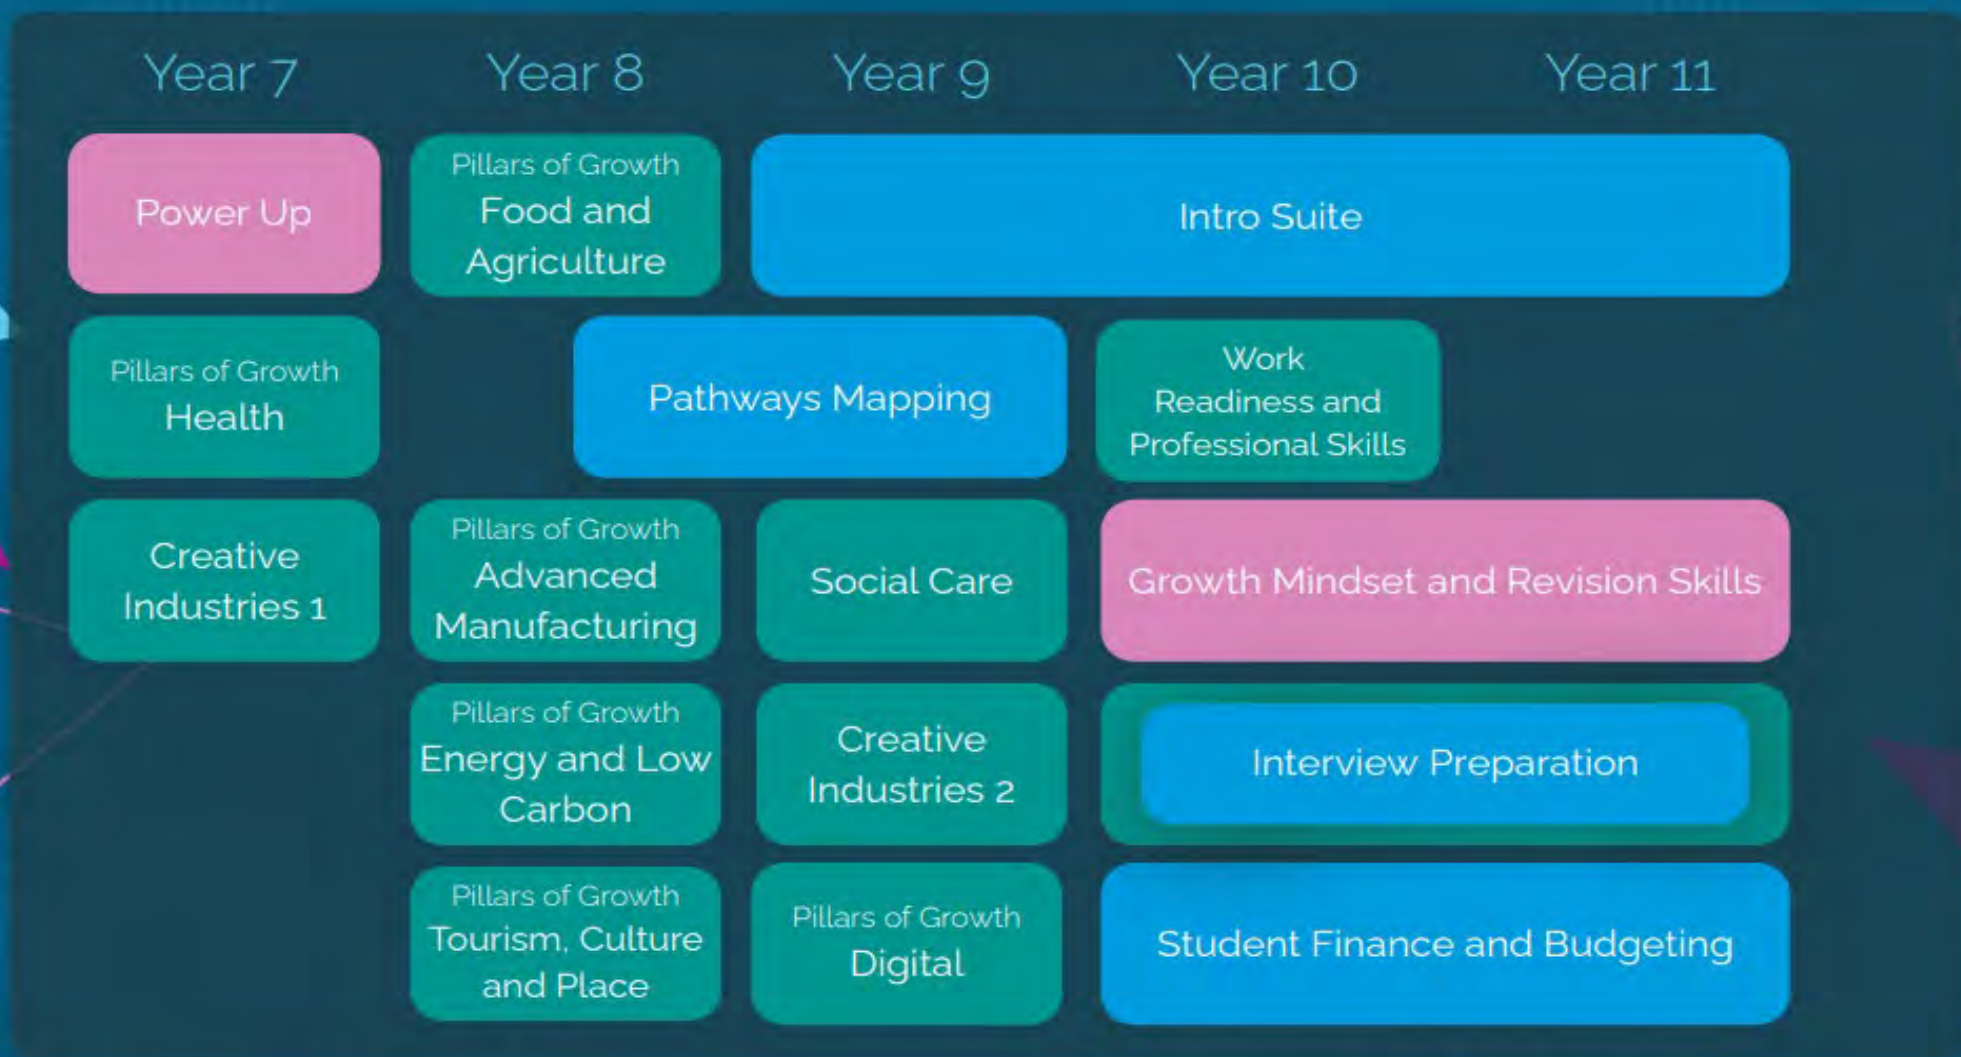 Year 7
Year 8
Year 9
Year 10
Year 11
Power Up
Pillars of Growth
Food and
Agriculture
Intro Suite
Pillars of Growth
Health
Pathways Mapping
Work
Readiness and
Professional Skills
Creative
Industries 1
Pillars of Growth
Advanced
Manufacturing
Social Care
Growth Mindset and Revision Skills
Pillars of Growth
Energy and Low
Carbon
Creative
Industries 2
Interview Preparation
Pillars of Growth
Tourism, Culture
and Place
Pillars of Growth
Digital
Student Finance and Budgeting